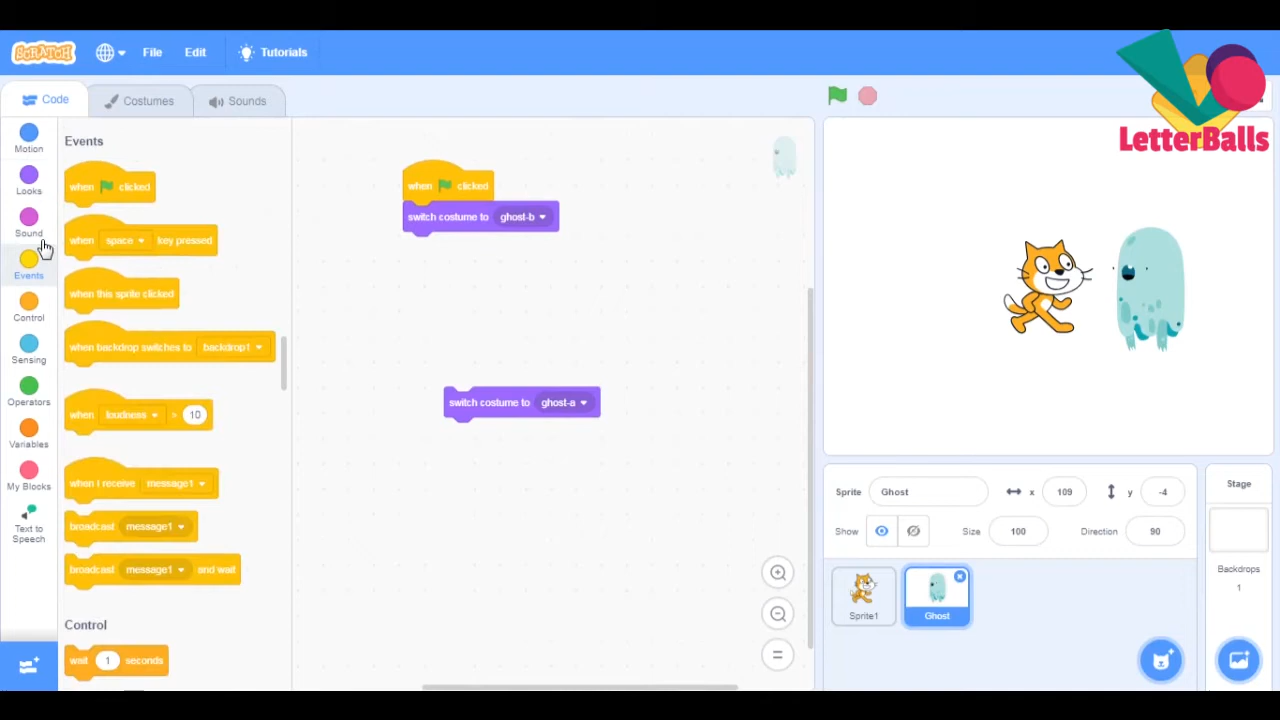 SCRATCH
File
Edit
Tutorials
LetterBalls
Code
Costumes
Sounds
Motion
Looks
Sound
Events
Control
Sensing
Operators
Variables
My Blocks
Text to
Speech
Events
when clicked
when space key pressed
when this sprite clicked
when backdrop switches to backdrop1
when loudness > 10
when I receive message1
broadcast message1
broadcast message1 and wait
Control
wait 1 seconds
when clicked
switch costume to ghost-b
switch costume to ghost-a
Sprite Ghost x 109 y -4
Show Size 100 Direction 90
Sprite1
Ghost
Stage
Backdrops
1